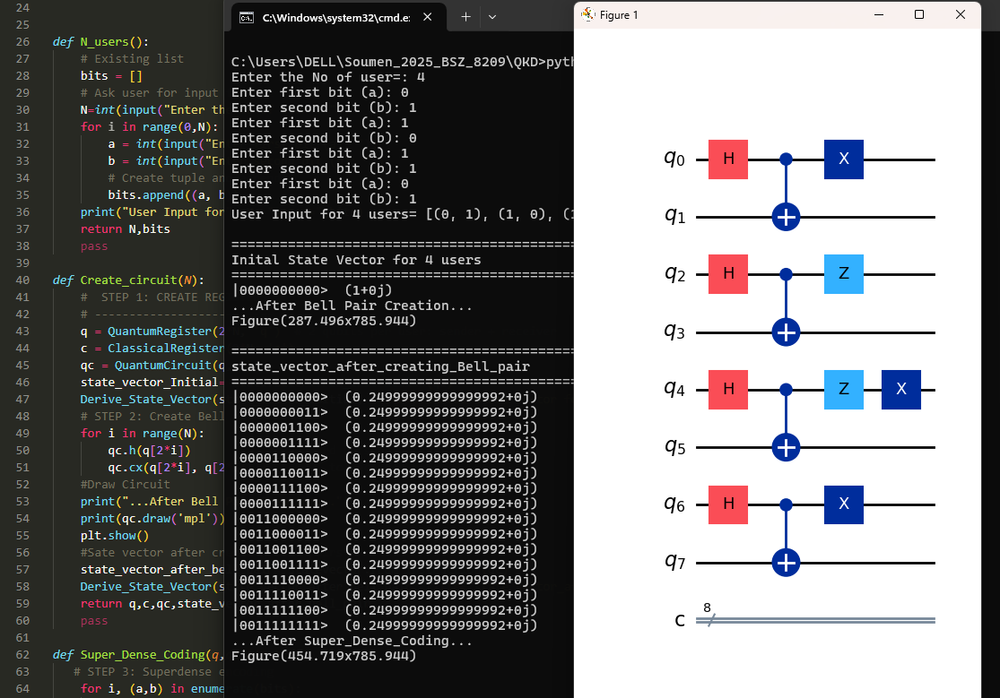 24
25
26 def N_users():
27 # Existing list
28 bits = []
29 # Ask user for input
30 N=int(input("Enter th
31 for i in range(0,N):
32 a = int(input("En
33 b = int(input("En
34 # Create tuple an
35 bits.append((a, b
36 print("User Input for
37 return N,bits
38 pass
39
40 def Create_circuit(N):
41 # STEP 1: CREATE REG
42 # -------------------
43 q = QuantumRegister(2
44 c = ClassicalRegister
45 qc = QuantumCircuit(q
46 state_vector_Initial=
47 Derive_State_Vector(s
48 # STEP 2: Create Bell
49 for i in range(N):
50 qc.h(q[2*i])
51 qc.cx(q[2*i], q[2
52 #Draw Circuit
53 print("...After Bell
54 print(qc.draw('mpl'))
55 plt.show()
56 #Sate vector after cr
57 state_vector_after_be
58 Derive_State_Vector(s
59 return q,c,qc,state_v
60 pass
61
62 def Super_Dense_Coding(q,
63 # STEP 3: Superdense e
64 for i, (a,b) in enume
C:\Windows\system32\cmd.e:
C:\Users\DELL\Soumen_2025_BSZ_8209\QKD>pyth
Enter the No of user=: 4
Enter first bit (a): 0
Enter second bit (b): 1
Enter first bit (a): 1
Enter second bit (b): 0
Enter first bit (a): 1
Enter second bit (b): 1
Enter first bit (a): 0
Enter second bit (b): 1
User Input for 4 users= [(0, 1), (1, 0), (1
===========================================
Inital State Vector for 4 users
===========================================
|0000000000> (1+0j)
...After Bell Pair Creation...
Figure(287.496x785.944)
===========================================
state_vector_after_creating_Bell_pair
===========================================
|0000000000> (0.24999999999999992+0j)
|0000000011> (0.24999999999999992+0j)
|0000001100> (0.24999999999999992+0j)
|0000001111> (0.24999999999999992+0j)
|0000110000> (0.24999999999999992+0j)
|0000110011> (0.24999999999999992+0j)
|0000111100> (0.24999999999999992+0j)
|0000111111> (0.24999999999999992+0j)
|0011000000> (0.24999999999999992+0j)
|0011000011> (0.24999999999999992+0j)
|0011001100> (0.24999999999999992+0j)
|0011001111> (0.24999999999999992+0j)
|0011110000> (0.24999999999999992+0j)
|0011110011> (0.24999999999999992+0j)
|0011111100> (0.24999999999999992+0j)
|0011111111> (0.24999999999999992+0j)
...After Super_Dense_Coding...
Figure(454.719x785.944)
Figure 1
q0 H X
q1
q2 H Z
q3
q4 H Z X
q5
q6 H X
q7
8
c